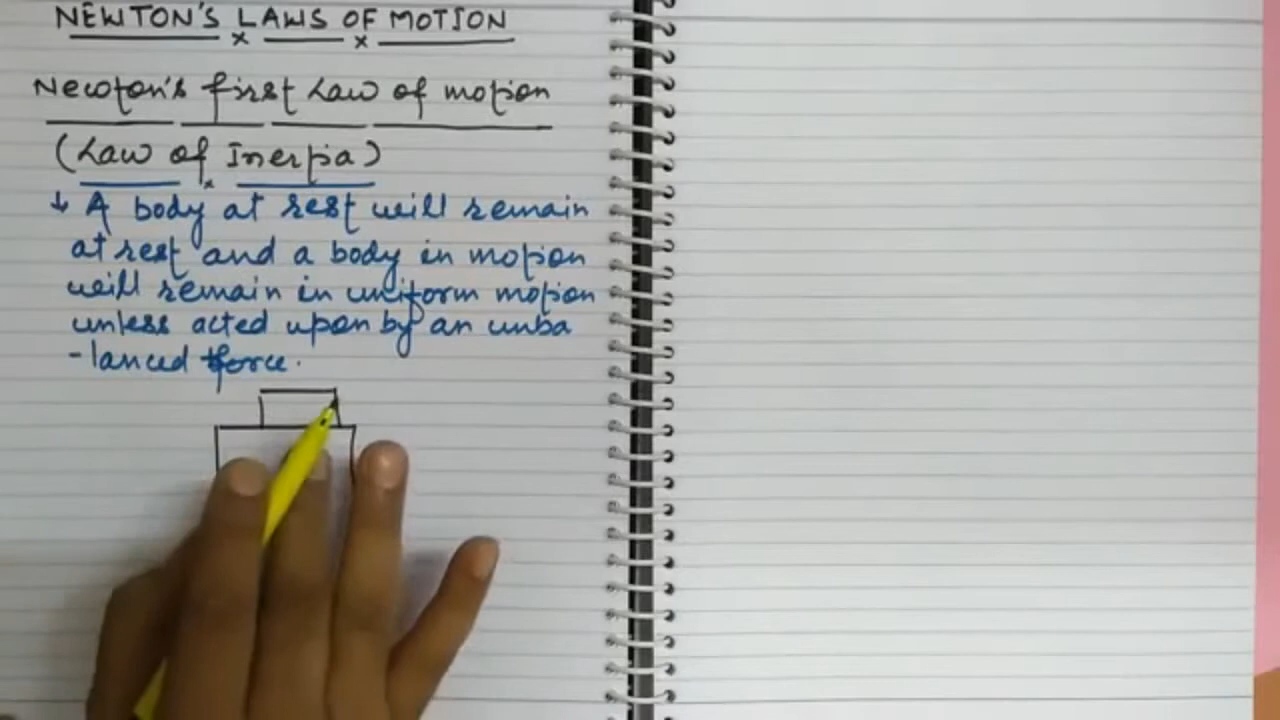 NEWTON'S LAWS OF MOTION
Newton's first Law of motion
(Law of Inertia)
↓ A body at rest will remain
at rest and a body in motion
will remain in uniform motion
unless acted upon by an unba
-lanced force.